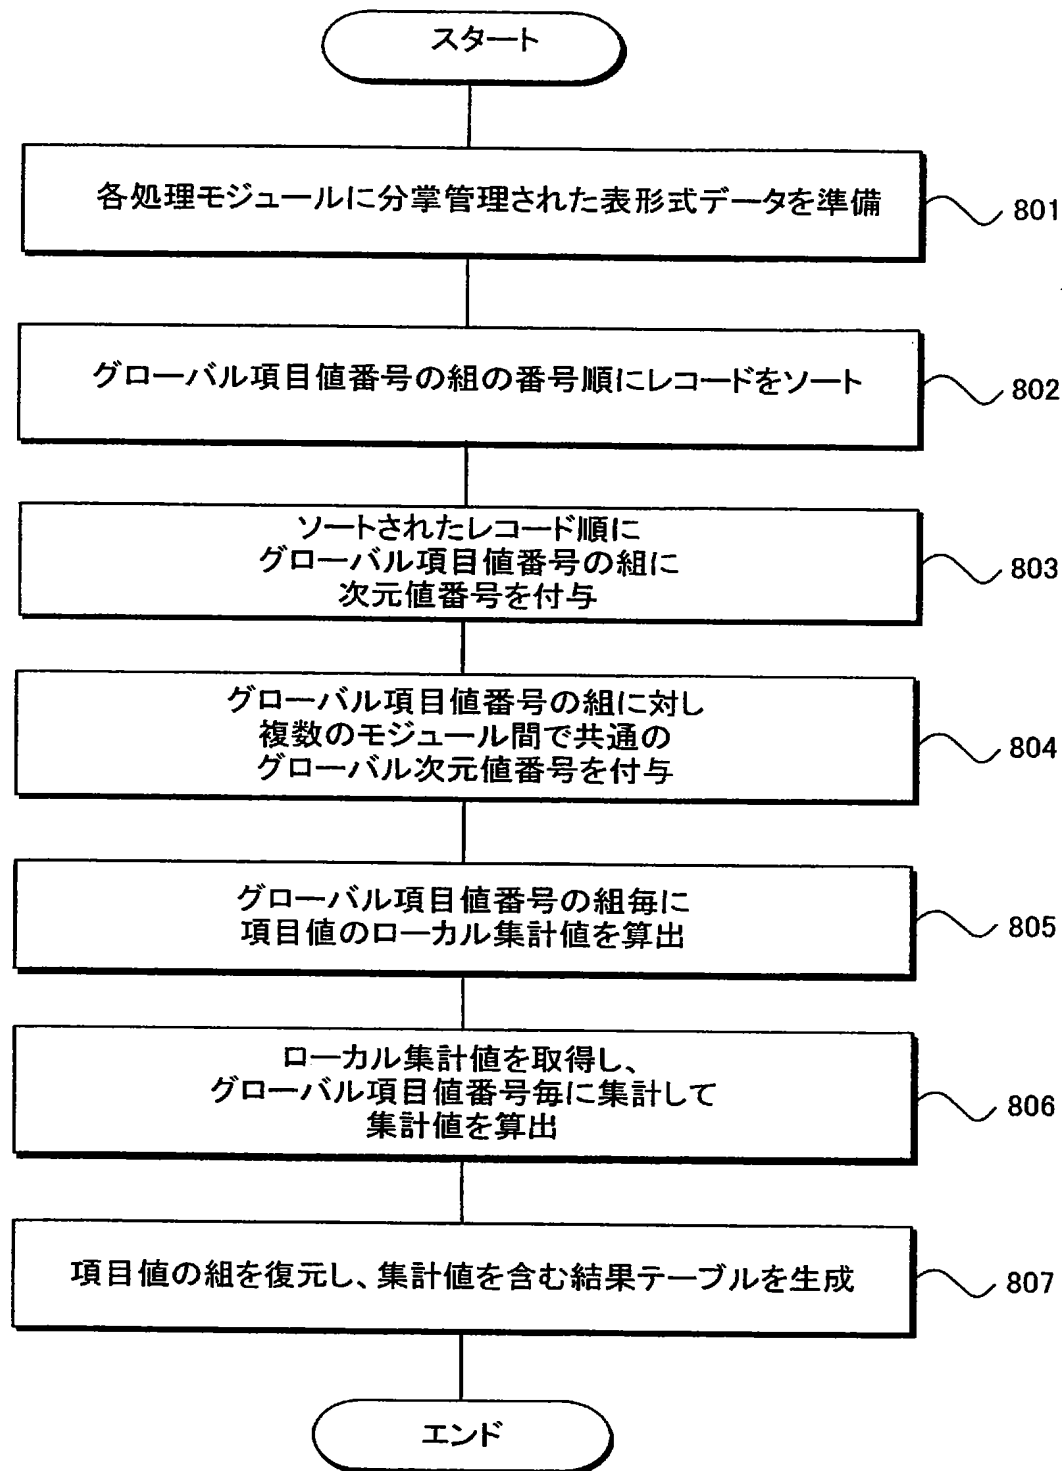 スタート
各処理モジュールに分掌管理された表形式データを準備
801
グローバル項目値番号の組の番号順にレコードをソート
802
ソートされたレコード順に
グローバル項目値番号の組に
次元値番号を付与
803
グローバル項目値番号の組に対し
複数のモジュール間で共通の
グローバル次元値番号を付与
804
グローバル項目値番号の組毎に
項目値のローカル集計値を算出
805
ローカル集計値を取得し、
グローバル項目値番号毎に集計して
集計値を算出
806
項目値の組を復元し、集計値を含む結果テーブルを生成
807
エンド